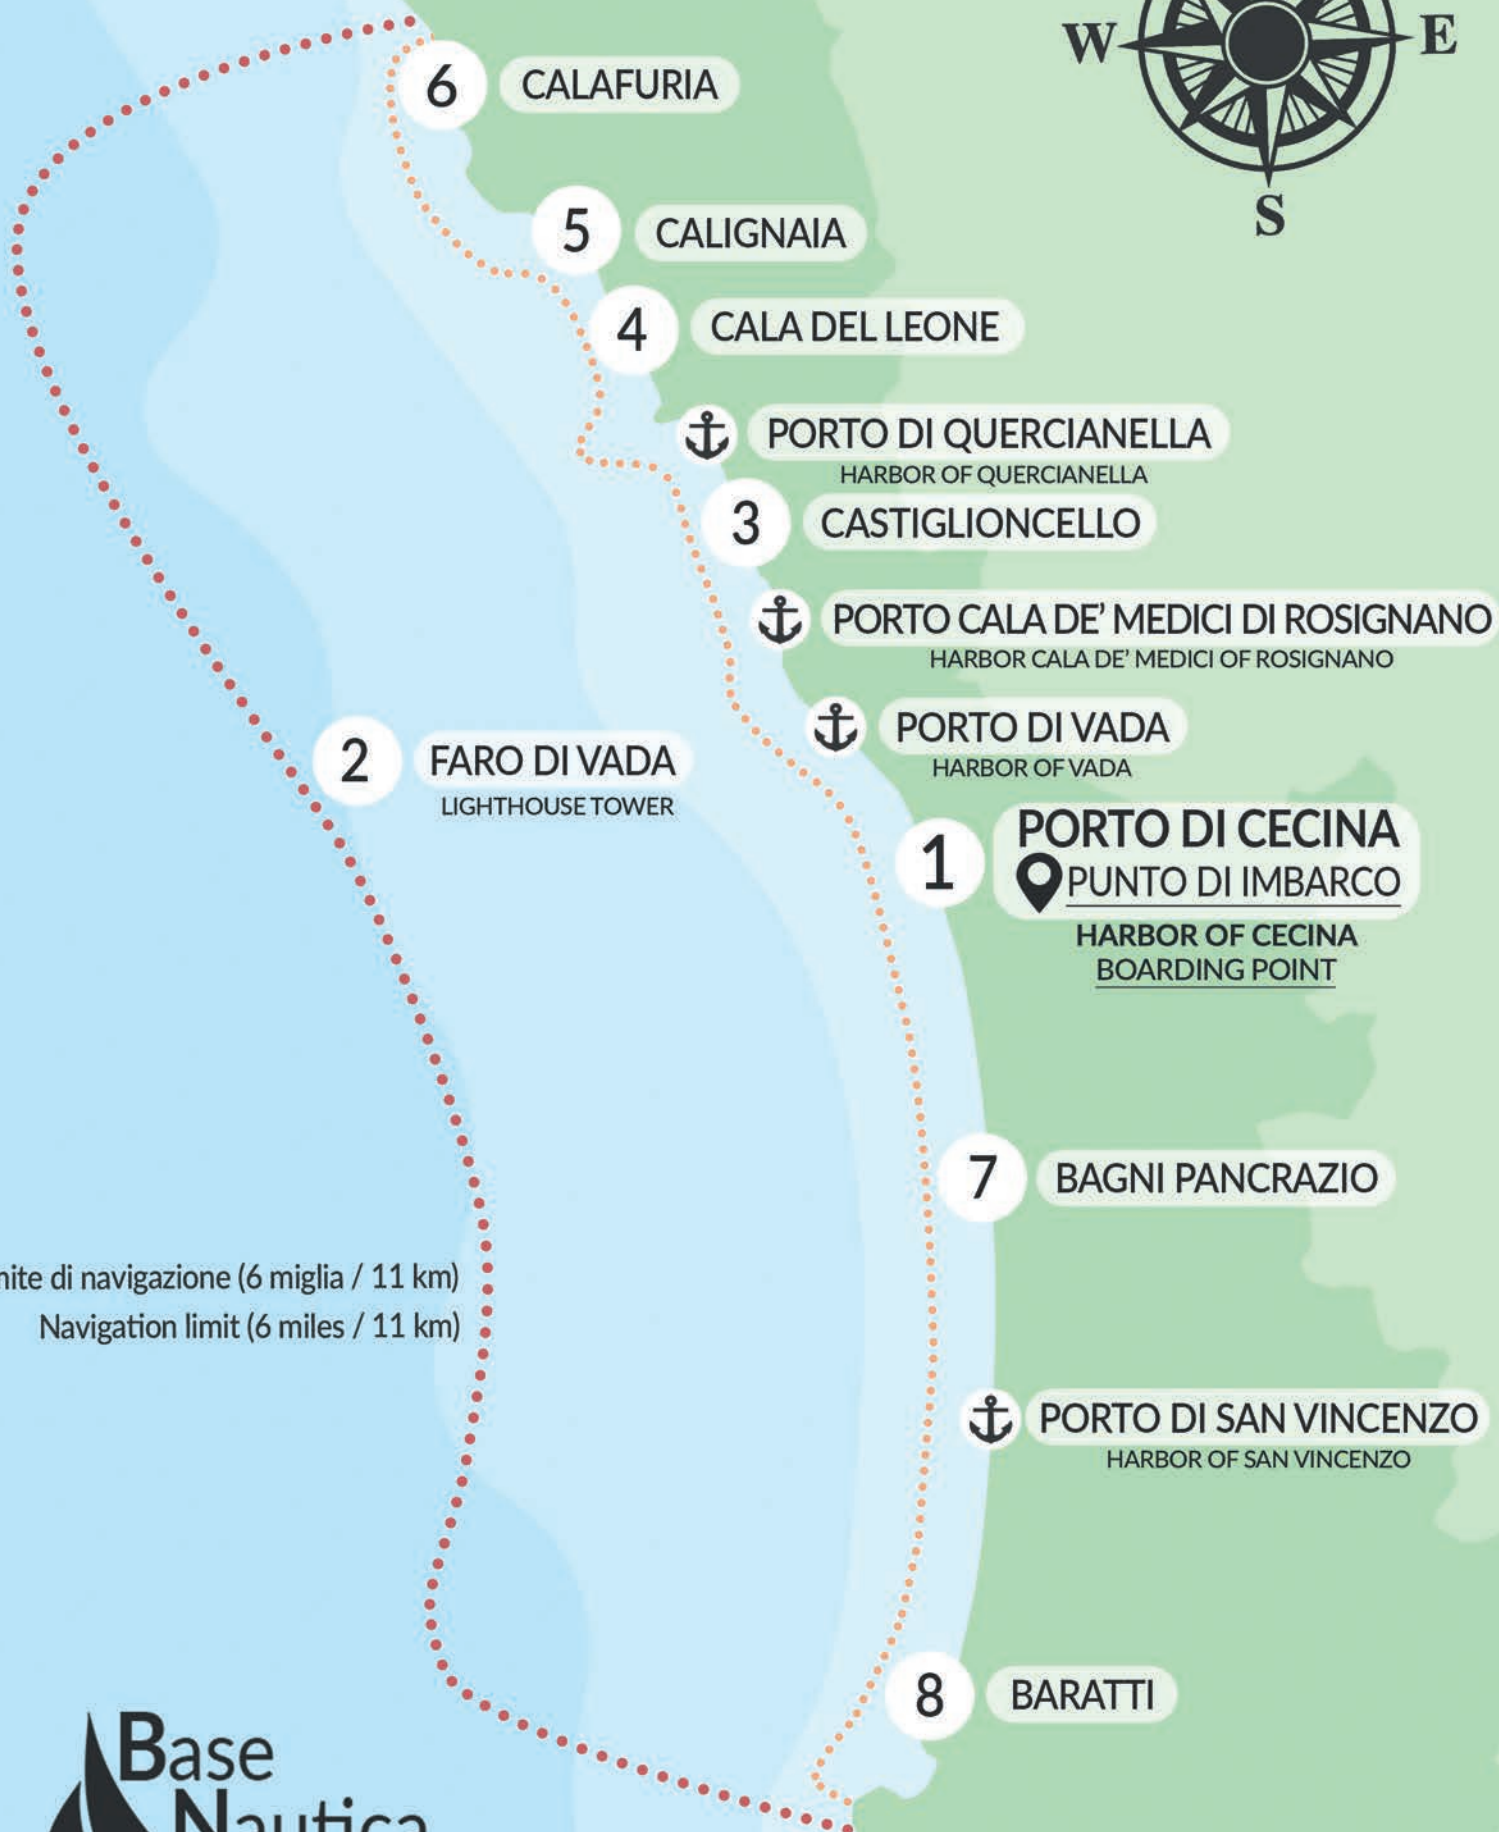 W
E
S
6
CALAFURIA
5
CALIGNAIA
4
CALA DEL LEONE
PORTO DI QUERCIANELLA
HARBOR OF QUERCIANELLA
3
CASTIGLIONCELLO
PORTO CALA DE’ MEDICI DI ROSIGNANO
HARBOR CALA DE’ MEDICI OF ROSIGNANO
PORTO DI VADA
HARBOR OF VADA
2
FARO DI VADA
LIGHTHOUSE TOWER
1
PORTO DI CECINA
PUNTO DI IMBARCO
HARBOR OF CECINA
BOARDING POINT
7
BAGNI PANCRAZIO
di navigazione (6 miglia / 11 km)
Navigation limit (6 miles / 11 km)
PORTO DI SAN VINCENZO
HARBOR OF SAN VINCENZO
8
BARATTI
Base
Nautica